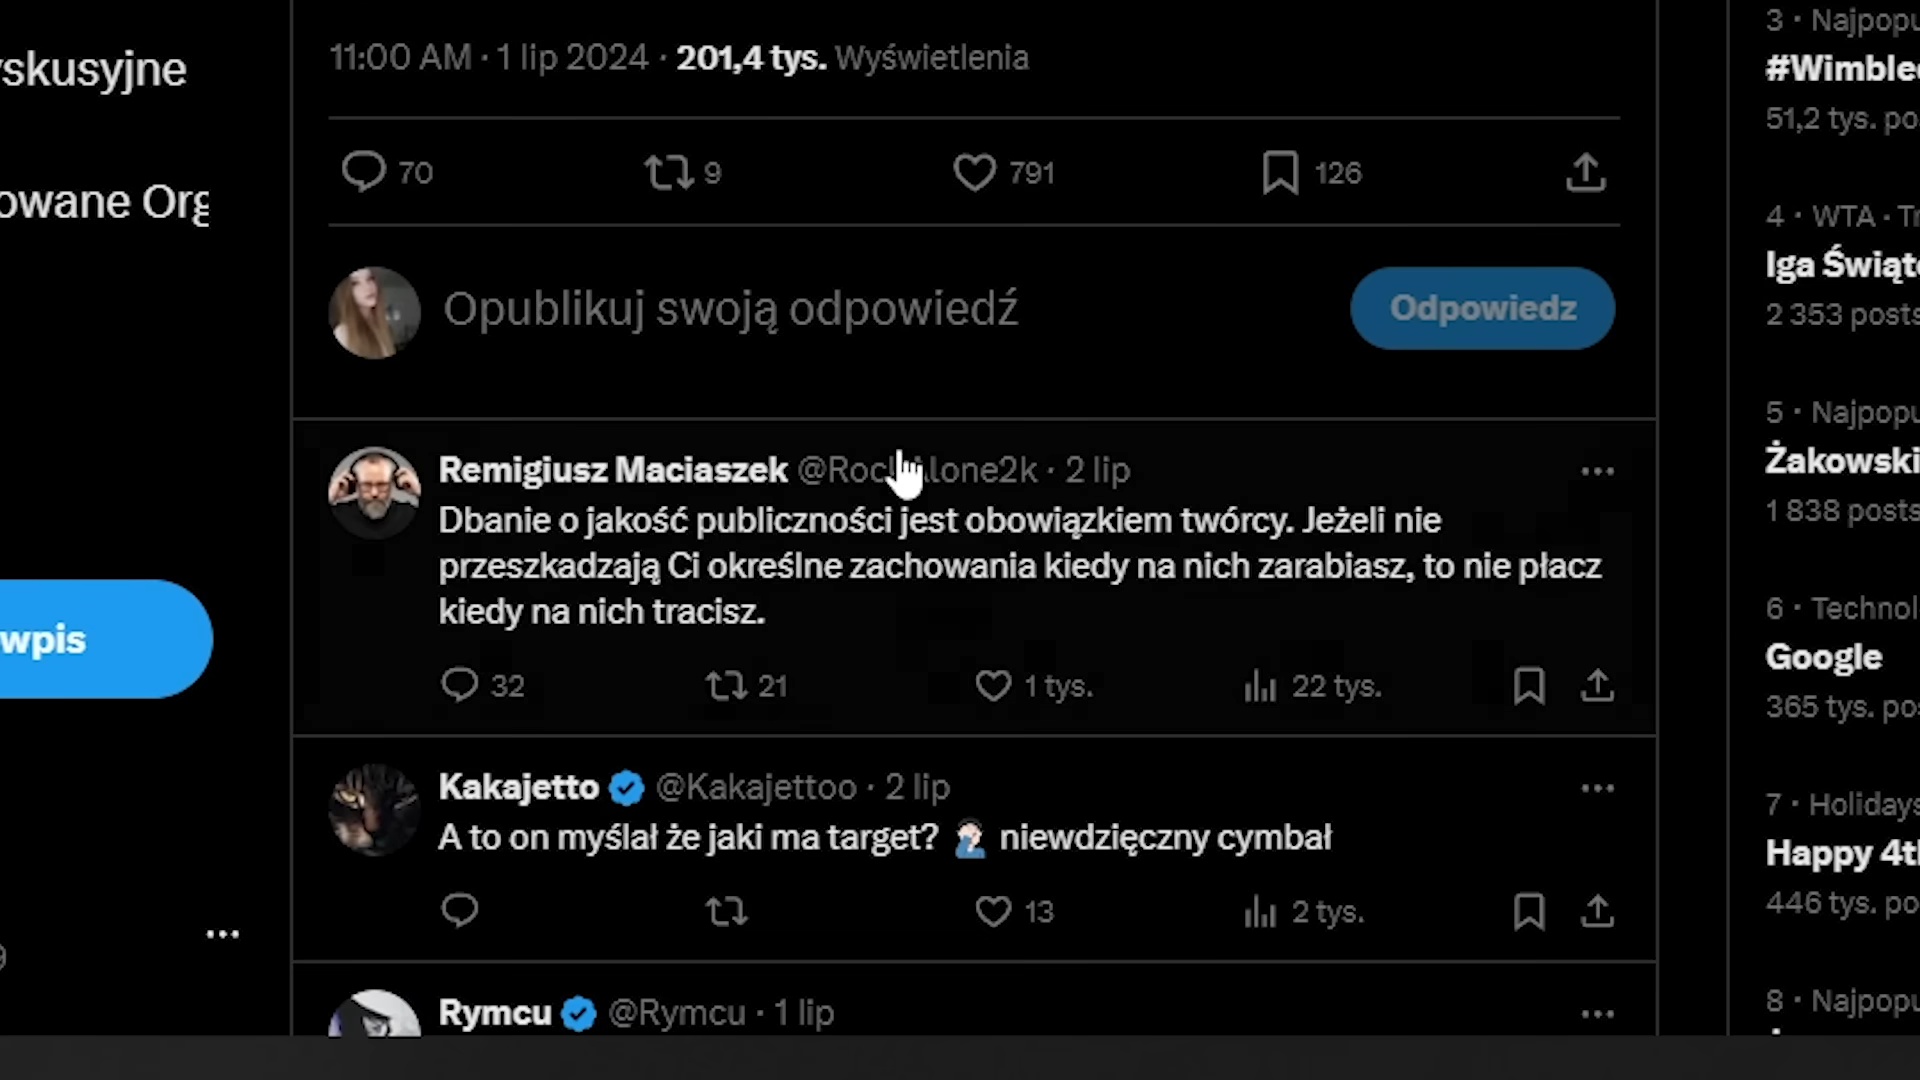 yskusyjne
owane Org
wpis
11:00 AM · 1 lip 2024 · 201,4 tys. Wyświetlenia
70 9 791 126
Opublikuj swoją odpowiedź
Odpowiedz
Remigiusz Maciaszek · 2 lip
Dbanie o jakość publiczności jest obowiązkiem twórcy. Jeżeli nie
przeszkadzają Ci określne zachowania kiedy na nich zarabiasz, to nie płacz
kiedy na nich tracisz.
32 21 1 tys. 22 tys.
Kakajetto @Kakajettoo · 2 lip
A to on myślał że jaki ma target? 🤦 niewdzięczny cymbał
13 2 tys.
Rymcu @Rymcu · 1 lip
3 · Najpopu
#Wimbled
51,2 tys. po
4 · WTA · Tr
Iga Święte
2 353 posts
5 · Najpopu
Żakowski
1 838 posts
6 · Technol
Google
365 tys. pos
7 · Holidays
Happy 4th
446 tys. po
8 · Najpopu